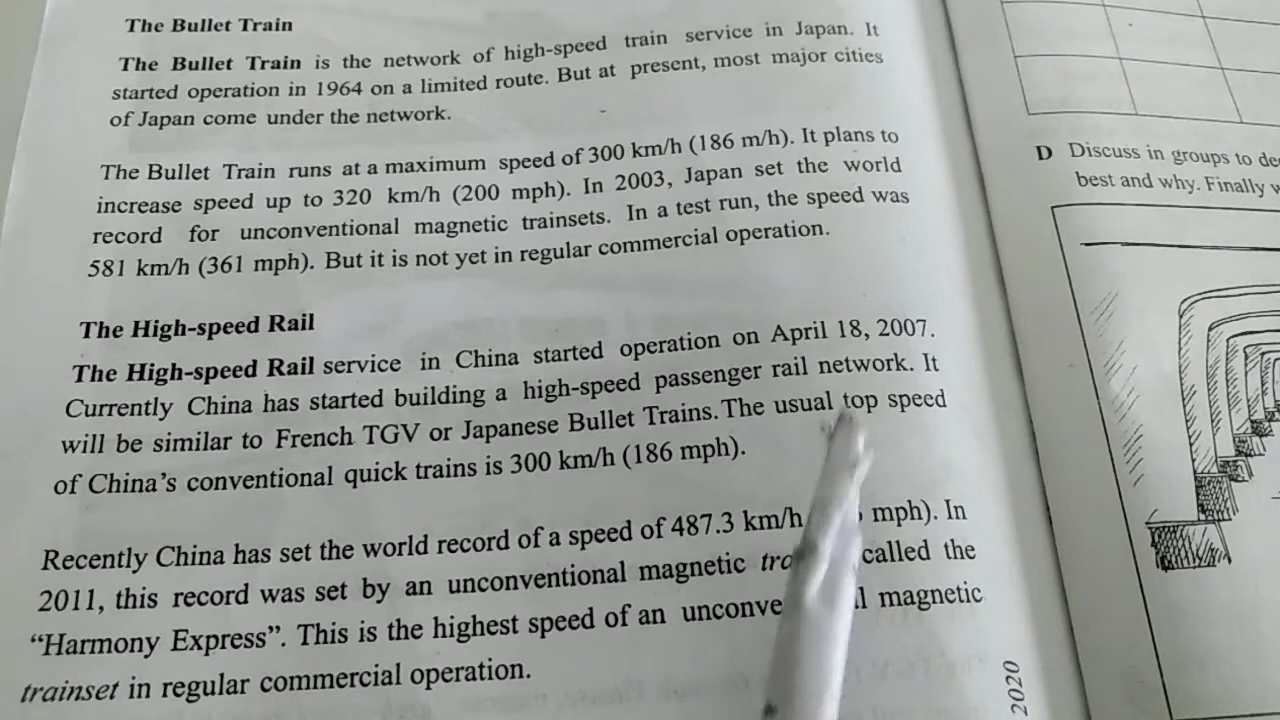 The Bullet Train
The Bullet Train is the network of high-speed train service in Japan. It
started operation in 1964 on a limited route. But at present, most major cities
of Japan come under the network.
The Bullet Train runs at a maximum speed of 300 km/h (186 m/h). It plans to
increase speed up to 320 km/h (200 mph). In 2003, Japan set the world
record for unconventional magnetic trainsets. In a test run, the speed was
581 km/h (361 mph). But it is not yet in regular commercial operation.
The High-speed Rail
The High-speed Rail service in China started operation on April 18, 2007.
Currently China has started building a high-speed passenger rail network. It
will be similar to French TGV or Japanese Bullet Trains. The usual top speed
of China's conventional quick trains is 300 km/h (186 mph).
Recently China has set the world record of a speed of 487.3 km/h mph). In
2011, this record was set by an unconventional magnetic called the
“Harmony Express”. This is the highest speed of an magnetic
trainset in regular commercial operation.
2020
D Discuss in groups to
best and why. Finally